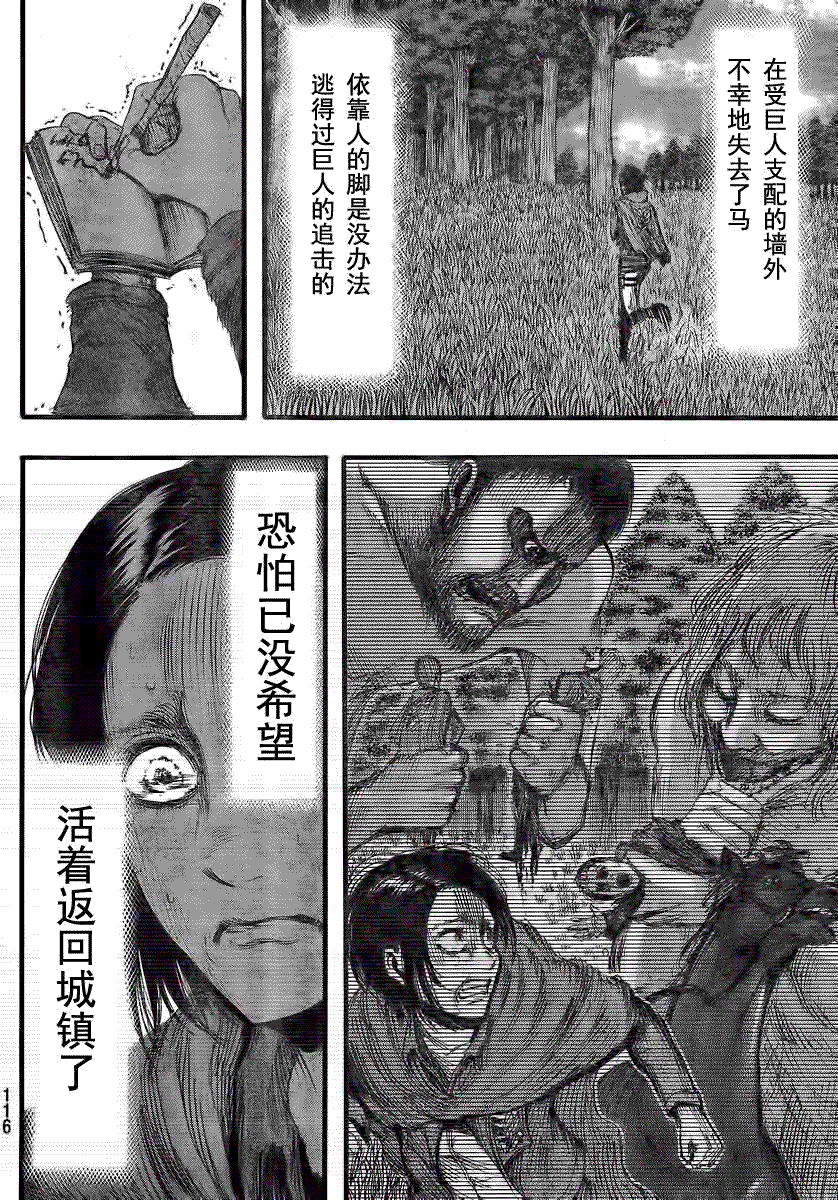 在受巨人支配的墙外
不幸地失去了马
依靠人的脚是没办法
逃得过巨人的追击的
恐怕已没希望
活着返回城镇了
116